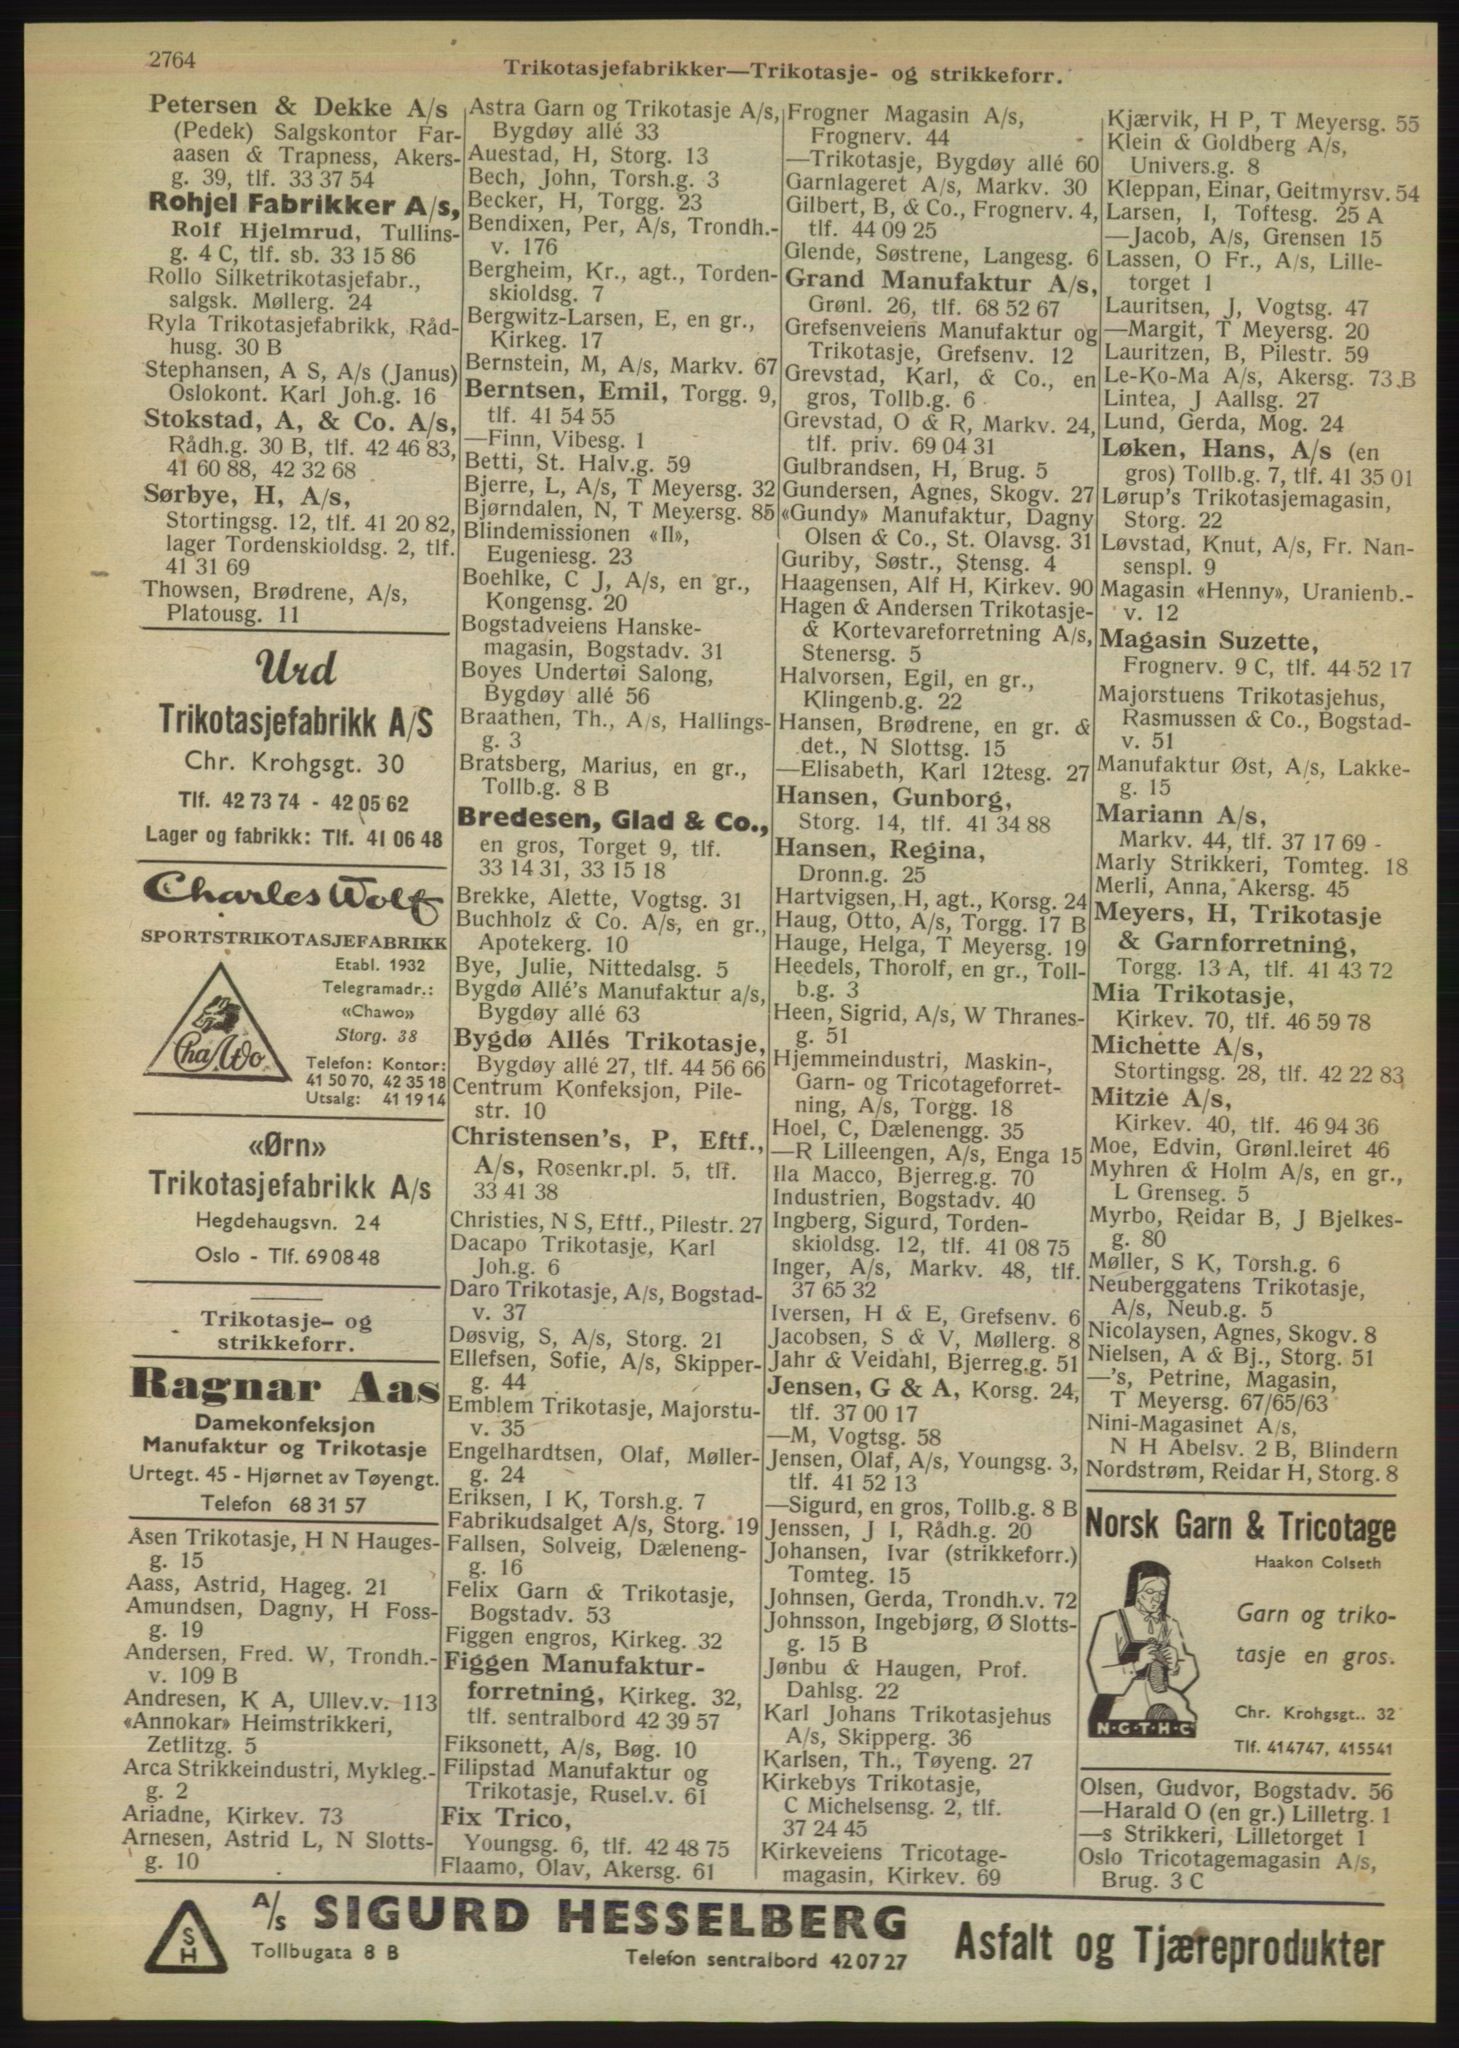 2764
Trikotasjefabrikker—Trikotasje- og strikkeforr.
Petersen & Dekke A/s
(Pedek) Salgskontor Far-
aasen & Trapness, Akers-
g. 39, tlf. 33 37 54
Rohjel Fabrikker A/s,
Rolf Hjelmrud, Tullins-
g. 4 C, tlf. sb. 33 15 86
Rollo Silketrikotasjefabr.,
salgsk. Møllerg. 24
Ryla Trikotasjefabrikk, Råd-
husg. 30 B
Stephansen, A S, A/s (Janus)
Oslokont. Karl Joh.g. 16
Stokstad, A, & Co. A/s,
Rådh.g. 30 B, tlf. 42 46 83,
41 60 88, 42 32 68
Sørbye, H, A/s,
Stortingsg. 12, tlf. 41 20 82,
lager Tordenskioldsg. 2, tlf.
41 31 69
Thowsen, Brødrene, A/s,
Platousg. 11
Urd
Trikotasjefabrikk A/S
Chr. Krohgsgt. 30
Tlf. 42 73 74 - 42 05 62
Lager og fabrikk: Tlf. 41 06 48
Charles Wolf
SPORTSTRIKOTASJEFABRIKK
Etabl. 1932
Telegramadr.:
«Chawo»
Storg. 38
ChaWo
Telefon: Kontor:
41 50 70, 42 35 18
Utsalg: 41 19 14
«Ørn»
Trikotasjefabrikk A/s
Hegdehaugsvn. 24
Oslo - Tlf. 69 08 48
Trikotasje- og
strikkeforr.
Ragnar Aas
Damekonfeksjon
Manufaktur og Trikotasje
Urtegt. 45 - Hjørnet av Tøyengt.
Telefon 68 31 57
Åsen Trikotasje, H N Hauges-
g. 15
Aass, Astrid, Hageg. 21
Amundsen, Dagny, H Foss-
g. 19
Andersen, Fred. W, Trondh.-
v. 109 B
Andresen, K A, Ullev.v. 113
«Annokar» Heimstrikkeri,
Zetlitzg. 5
Arca Strikkeindustri, Mykleg.-
g. 2
Ariadne, Kirkev. 73
Arnesen, Astrid L, N Slotts-
g. 10
Astra Garn og Trikotasje A/s,
Bygdøy allé 33
Auestad, H, Storg. 13
Bech, John, Torsh.g. 3
Becker, H, Torgg. 23
Bendixen, Per, A/s, Trondh.-
v. 176
Bergheim, Kr., agt., Torden-
skioldsg. 7
Bergwitz-Larsen, E, en gr.,
Kirkeg. 17
Bernstein, M, A/s, Markv. 67
Berntsen, Emil, Torgg. 9,
tlf. 41 54 55
—Finn, Vibesg. 1
Betti, St. Halv.g. 59
Bjerre, L, A/s, T Meyersg. 32
Bjørndalen, N, T Meyersg. 85
Blindemissionen «Il»,
Eugeniesg. 23
Boehlke, C J, A/s, en gr.,
Kongensg. 20
Bogstadveiens Hanske-
magasin, Bogstadv. 31
Boyes Undertøi Salong,
Bygdøy allé 56
Braathen, Th., A/s, Hallings-
g. 3
Bratsberg, Marius, en gr.,
Tollb.g. 8 B
Bredesen, Glad & Co.,
en gros, Torget 9, tlf.
33 14 31, 33 15 18
Brekke, Alette, Vogtsg. 31
Buchholz & Co. A/s, en gr.,
Apotekerg. 10
Bye, Julie, Nittedalsg. 5
Bygdø Allé's Manufaktur a/s,
Bygdøy allé 63
Bygdø Allés Trikotasje,
Bygdøy allé 27, tlf. 44 56 66
Centrum Konfeksjon, Pile-
str. 10
Christensen's, P, Eftf.,
A/s, Rosenkr.pl. 5, tlf.
33 41 38
Christies, N S, Eftf., Pilestr. 27
Dacapo Trikotasje, Karl
Joh.g. 6
Daro Trikotasje, A/s, Bogstad-
v. 37
Døsvig, S, A/s, Storg. 21
Ellefsen, Sofie, A/s, Skipper-
g. 44
Emblem Trikotasje, Majorstu-
v. 35
Engelhardtsen, Olaf, Møller-
g. 24
Eriksen, I K, Torsh.g. 7
Fabrikudsalget A/s, Storg. 19
Fallsen, Solveig, Dæleneng-
g. 16
Felix Garn & Trikotasje,
Bogstadv. 53
Figgen engros, Kirkeg. 32
Figgen Manufaktur-
forretning, Kirkeg. 32,
tlf. sentralbord 42 39 57
Fiksonett, A/s, Bøg. 10
Filipstad Manufaktur og
Trikotasje, Rusel.v. 61
Fix Trico,
Youngsg. 6, tlf. 42 48 75
Flaamo, Olav, Akersg. 61
Frogner Magasin A/s,
Frognerv. 44
—Trikotasje, Bygdøy allé 60
Garnlageret A/s, Markv. 30
Gilbert, B, & Co., Frognerv. 4,
tlf. 44 09 25
Glende, Søstrene, Langesg. 6
Grand Manufaktur A/s,
Grønl. 26, tlf. 68 52 67
Grefsenveiens Manufaktur og
Trikotasje, Grefsenv. 12
Grevstad, Karl, & Co., en
gros, Tollb.g. 6
Grevstad, O & R, Markv. 24,
tlf. priv. 69 04 31
Gulbrandsen, H, Brug. 5
Gundersen, Agnes, Skogv. 27
«Gundy» Manufaktur, Dagny
Olsen & Co., St. Olavsg. 31
Guriby, Søstr., Stensg. 4
Haagensen, Alf H, Kirkev. 90
Hagen & Andersen Trikotasje-
& Kortevareforretning A/s,
Stenersg. 5
Halvorsen, Egil, en gr.,
Klingenb.g. 22
Hansen, Brødrene, en gr. &
det., N Slottsg. 15
—Elisabeth, Karl 12tesg. 27
Hansen, Gunborg,
Storg. 14, tlf. 41 34 88
Hansen, Regina,
Dronn.g. 25
Hartvigsen, H, agt., Korsg. 24
Haug, Otto, A/s, Torgg. 17 B
Hauge, Helga, T Meyersg. 19
Heedels, Thorolf, en gr., Toll-
b.g. 3
Heen, Sigrid, A/s, W Thranes-
g. 51
Hjemmeindustri, Maskin-,
Garn- og Tricotageforret-
ning, A/s, Torgg. 18
Hoel, C, Dælenengg. 35
—R Lilleengen, A/s, Enga 15
Ila Macco, Bjerreg.g. 70
Industrien, Bogstadv. 40
Ingberg, Sigurd, Torden-
skioldsg. 12, tlf. 41 08 75
Inger, A/s, Markv. 48, tlf.
37 65 32
Iversen, H & E, Grefsenv. 6
Jacobsen, S & V, Møllerg. 8
Jahr & Veidahl, Bjerreg.g. 51
Jensen, G & A, Korsg. 24,
tlf. 37 00 17
—M, Vogtsg. 58
Jensen, Olaf, A/s, Youngsg. 3,
tlf. 41 52 13
—Sigurd, en gros, Tollb.g. 8 B
Jenssen, J I, Rådh.g. 20
Johansen, Ivar (strikkeforr.)
Tomteg. 15
Johnsen, Gerda, Trondh.v. 72
Johnsson, Ingebjørg, Ø Slotts-
g. 15 B
Jønbu & Haugen, Prof.
Dahlsg. 22
Karl Johans Trikotasjehus
A/s, Skipperg. 36
Karlsen, Th., Tøyeng. 27
Kirkebys Trikotasje,
C Michelsensg. 2, tlf.
37 24 45
Kirkeveiens Tricotage-
magasin, Kirkev. 69
Kjærvik, H P, T Meyersg. 55
Klein & Goldberg A/s,
Univers.g. 8
Kleppan, Einar, Geitmyrsv. 54
Larsen, I, Toftesg. 25 A
—Jacob, A/s, Grensen 15
Lassen, O Fr., A/s, Lille-
torget 1
Lauritsen, J, Vogtsg. 47
—Margit, T Meyersg. 20
Lauritzen, B, Pilestr. 59
Le-Ko-Ma A/s, Akersg. 73 B
Lintea, J Aallsg. 27
Lund, Gerda, Mog. 24
Løken, Hans, A/s (en
gros) Tollb.g. 7, tlf. 41 35 01
Lørup's Trikotasjemagasin,
Storg. 22
Løvstad, Knut, A/s, Fr. Nan-
senspl. 9
Magasin «Henny», Uranienb.-
v. 12
Magasin Suzette,
Frognerv. 9 C, tlf. 44 52 17
Majorstuens Trikotasjehus,
Rasmussen & Co., Bogstad-
v. 51
Manufaktur Øst, A/s, Lakke-
g. 15
Mariann A/s,
Markv. 44, tlf. 37 17 69 -
Marly Strikkeri, Tomteg. 18
Merli, Anna, Akersg. 45
Meyers, H, Trikotasje
& Garnforretning,
Torgg. 13 A, tlf. 41 43 72
Mia Trikotasje,
Kirkev. 70, tlf. 46 59 78
Michette A/s,
Stortingsg. 28, tlf. 42 22 83
Mitzie A/s,
Kirkev. 40, tlf. 46 94 36
Moe, Edvin, Grønl.leiret 46
Myhren & Holm A/s, en gr.,
L Grenseg. 5
Myrbo, Reidar B, J Bjelkes-
g. 80
Møller, S K, Torsh.g. 6
Neuberggatens Trikotasje,
A/s, Neub.g. 5
Nicolaysen, Agnes, Skogv. 8
Nielsen, A & Bj., Storg. 51
—'s, Petrine, Magasin,
T Meyersg. 67/65/63
Nini-Magasinet A/s,
N H Abelsv. 2 B, Blindern
Nordstrøm, Reidar H, Storg. 8
Norsk Garn & Tricotage
Haakon Colseth
Garn og triko-
tasje en gros.
N·G·T·H·C
Chr. Krohgsgt.. 32
Tlf. 414747, 415541
Olsen, Gudvor, Bogstadv. 56
—Harald O (en gr.) Lilletrg. 1
—s Strikkeri, Lilletorget 1
Oslo Tricotagemagasin A/s,
Brug. 3 C
SH
A/s SIGURD HESSELBERG
Tollbugata 8 B
Telefon sentralbord 42 07 27
Asfalt og Tjæreprodukter